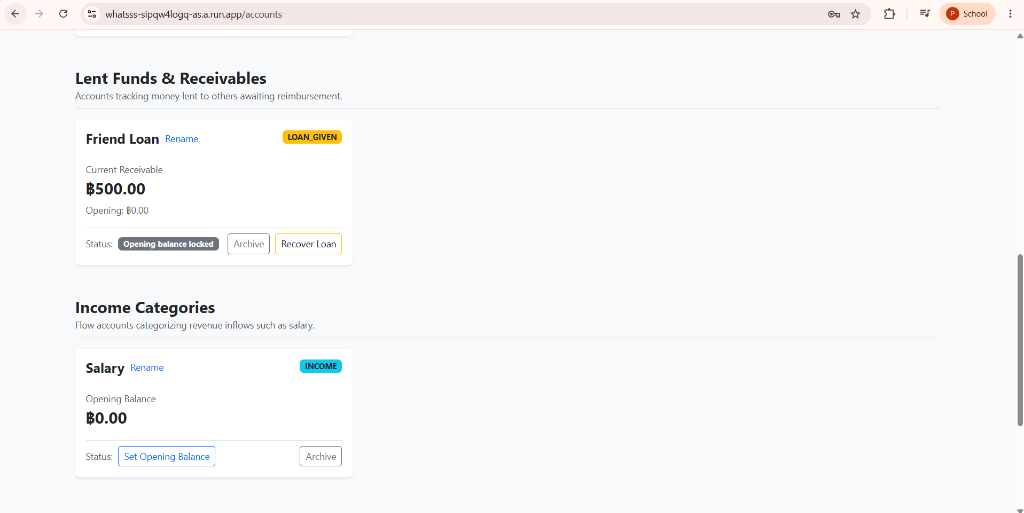 whatsss-sipqw4logq-as.a.run.app/accounts
P School
Lent Funds & Receivables
Accounts tracking money lent to others awaiting reimbursement.
Friend Loan Rename LOAN_GIVEN
Current Receivable
฿500.00
Opening: ฿0.00
Status: Opening balance locked Archive Recover Loan
Income Categories
Flow accounts categorizing revenue inflows such as salary.
Salary Rename INCOME
Opening Balance
฿0.00
Status: Set Opening Balance Archive